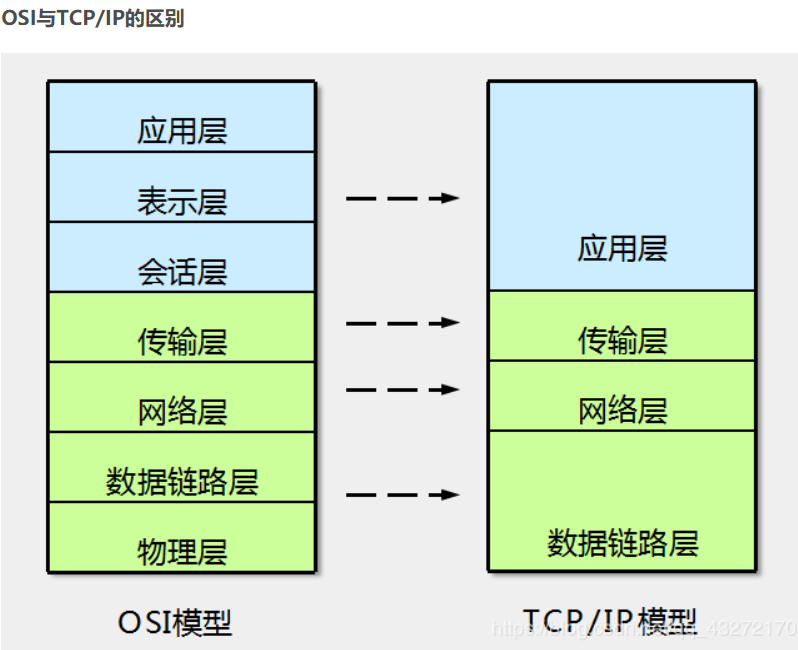 OSI与TCP/IP的区别
应用层
表示层
会话层
传输层
网络层
数据链路层
物理层
应用层
传输层
网络层
数据链路层
OSI模型
TCP/IP模型
https://blog.csdn.
_43272170